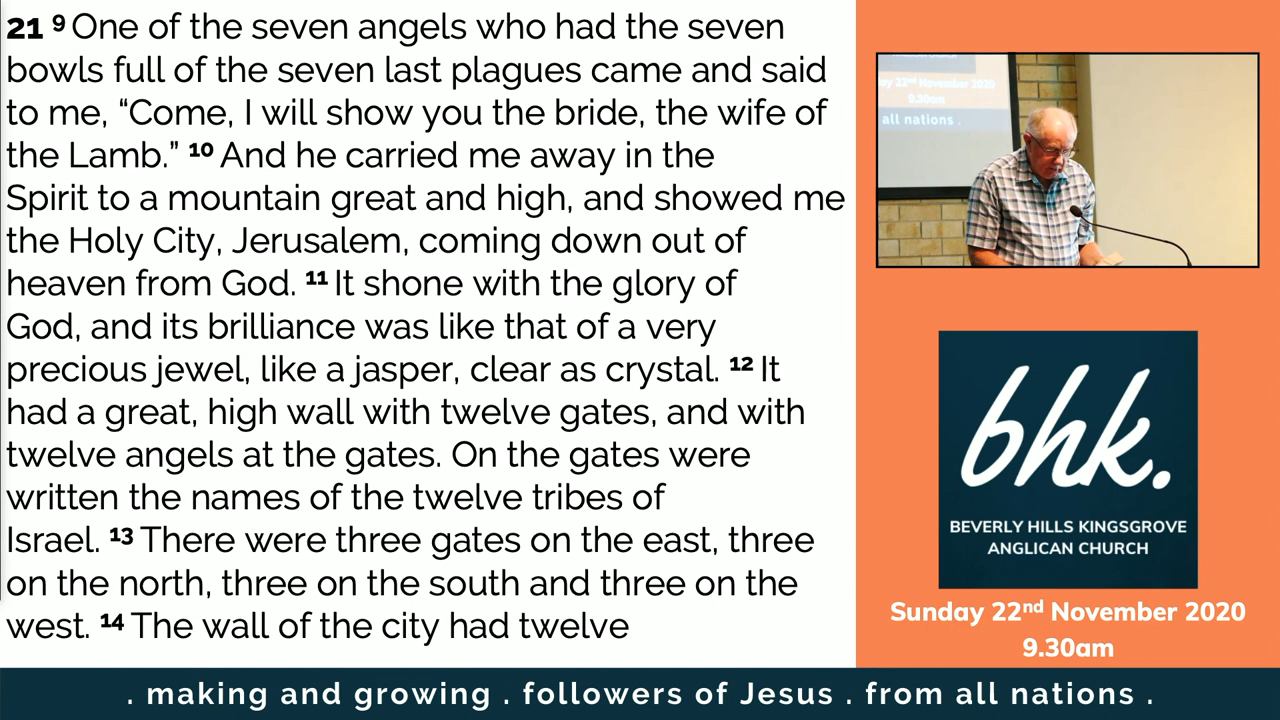 21 9 One of the seven angels who had the seven
bowls full of the seven last plagues came and said
to me, “Come, I will show you the bride, the wife of
the Lamb.” 10 And he carried me away in the
Spirit to a mountain great and high, and showed me
the Holy City, Jerusalem, coming down out of
heaven from God. 11 It shone with the glory of
God, and its brilliance was like that of a very
precious jewel, like a jasper, clear as crystal. 12 It
had a great, high wall with twelve gates, and with
twelve angels at the gates. On the gates were
written the names of the twelve tribes of
Israel. 13 There were three gates on the east, three
on the north, three on the south and three on the
west. 14 The wall of the city had twelve
ay 22nd November 2020
9.30am
all nations .
bhk.
BEVERLY HILLS KINGSGROVE
ANGLICAN CHURCH
Sunday 22nd November 2020
9.30am
. making and growing . followers of Jesus . from all nations .